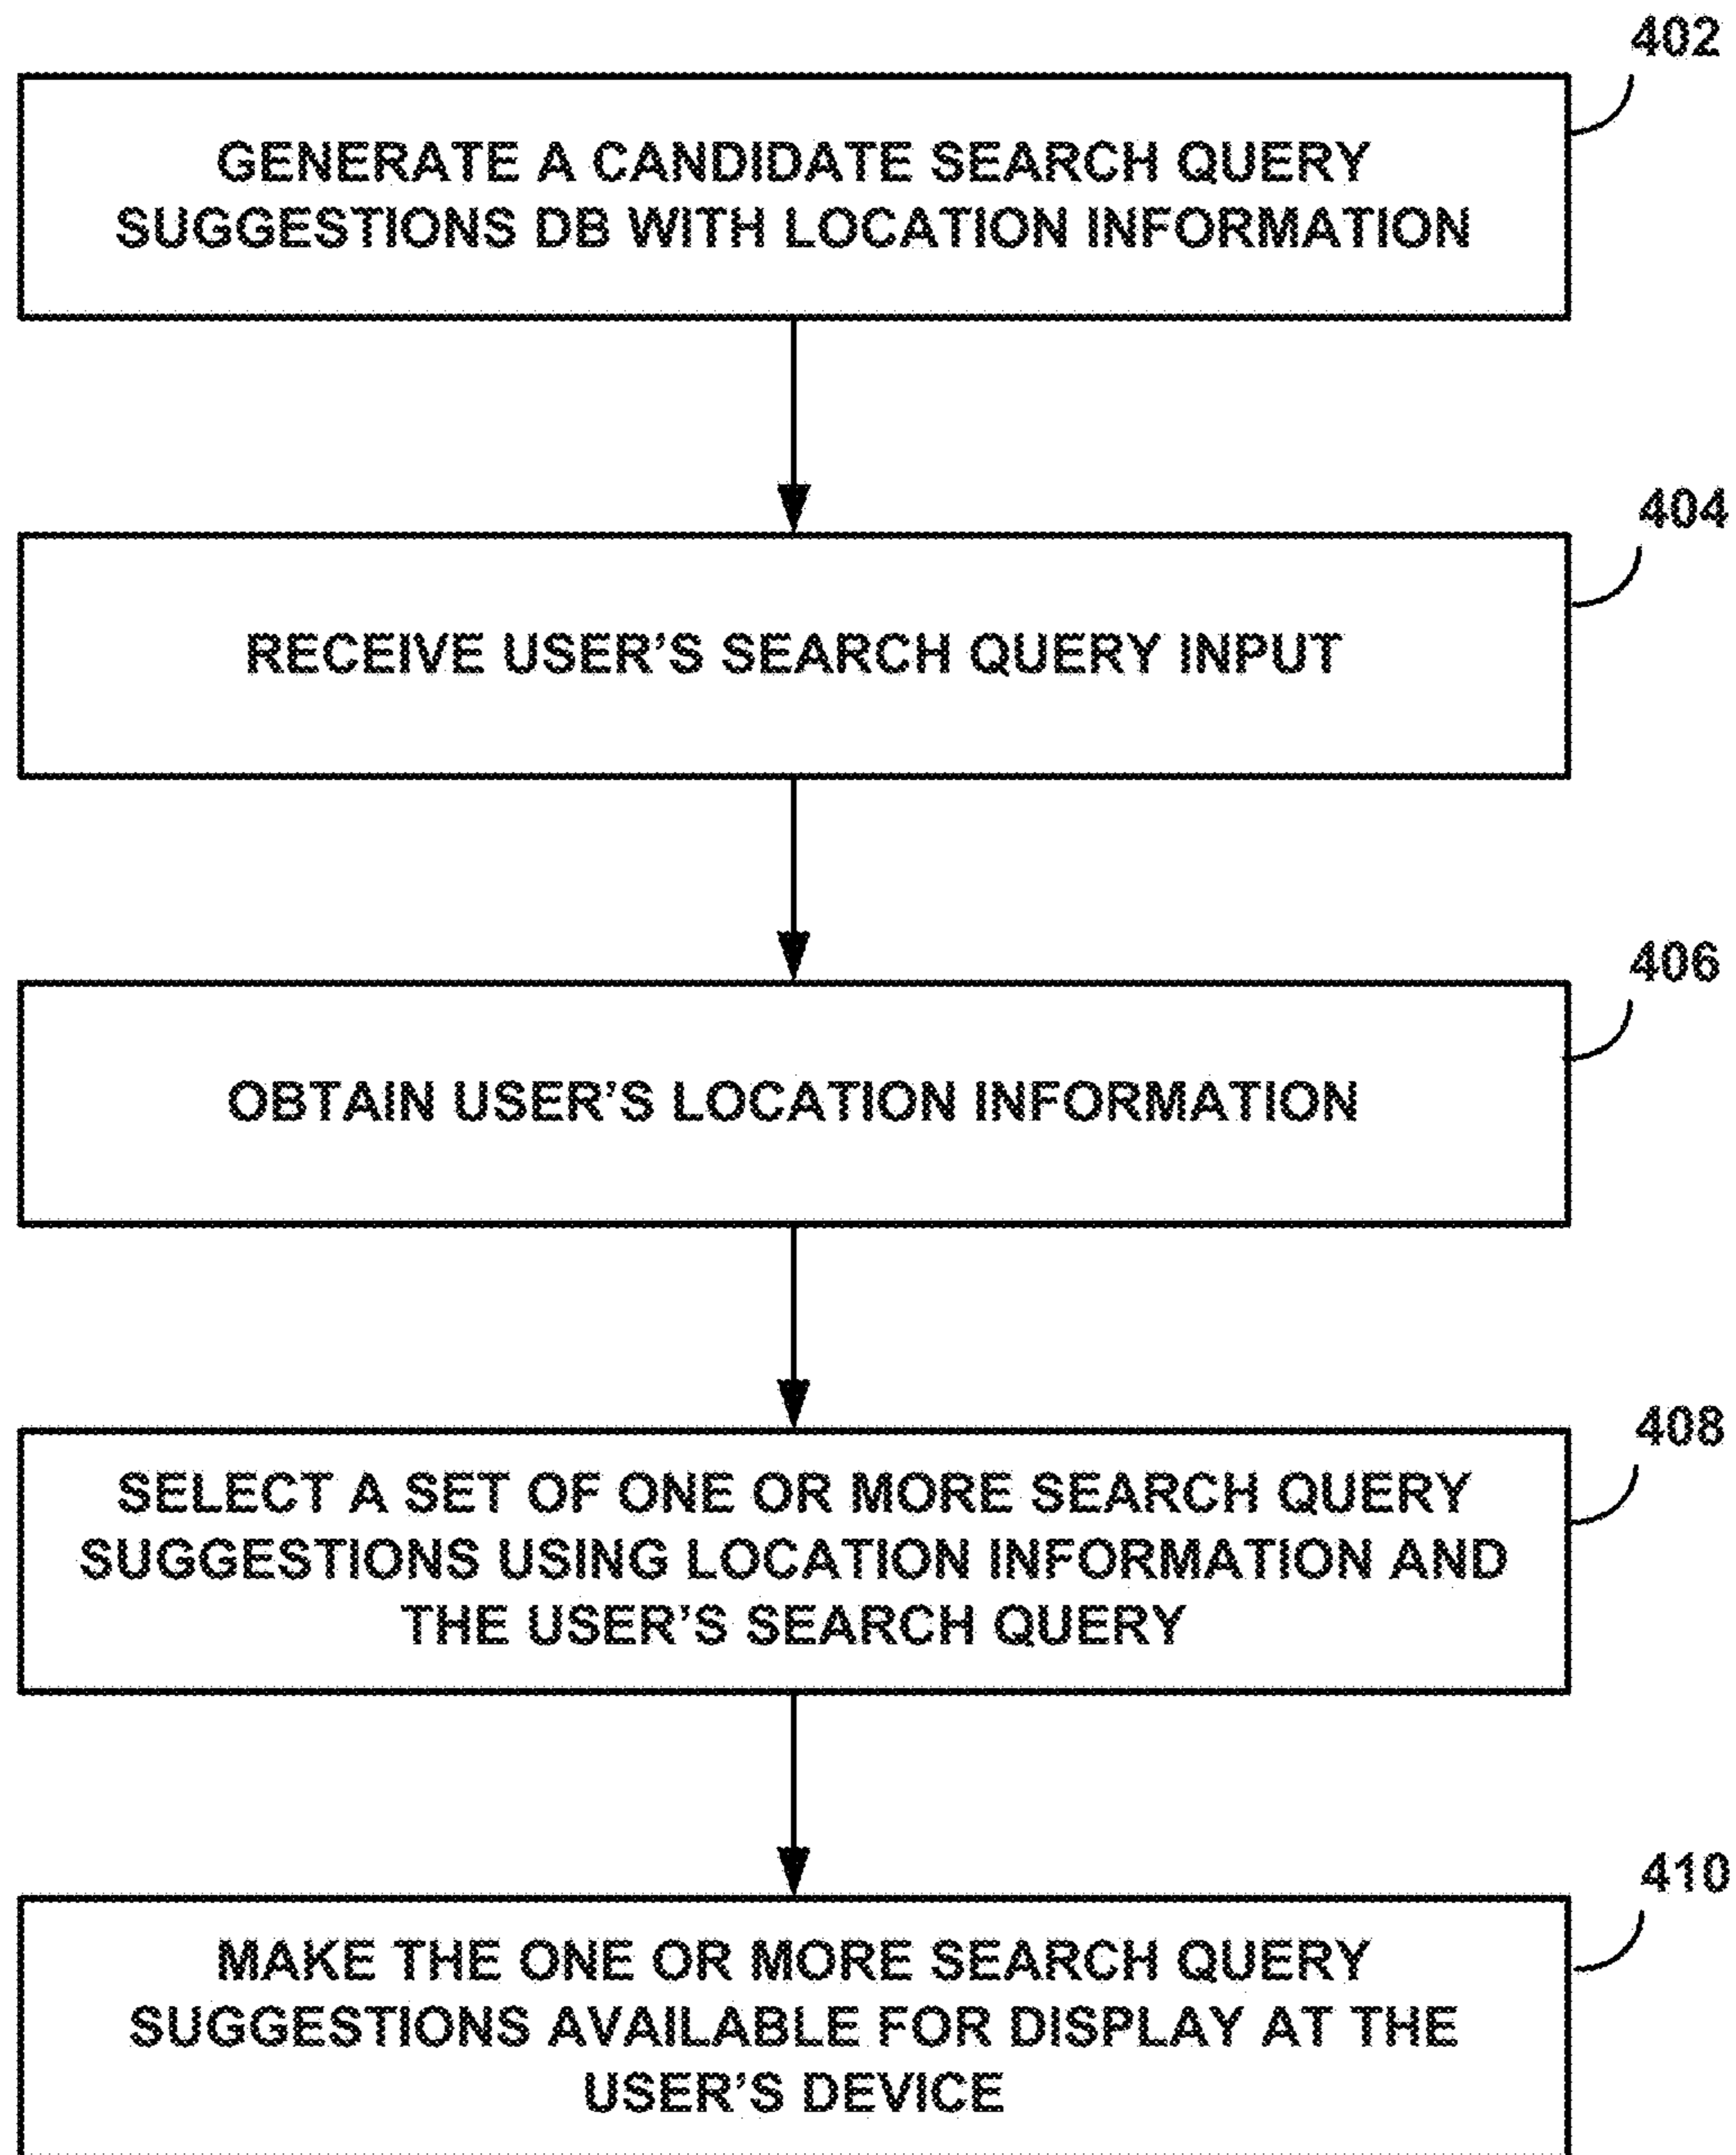 402
GENERATE A CANDIDATE SEARCH QUERY
SUGGESTIONS DB WITH LOCATION INFORMATION
404
RECEIVE USER'S SEARCH QUERY INPUT
406
OBTAIN USER'S LOCATION INFORMATION
408
SELECT A SET OF ONE OR MORE SEARCH QUERY
SUGGESTIONS USING LOCATION INFORMATION AND
THE USER'S SEARCH QUERY
410
MAKE THE ONE OR MORE SEARCH QUERY
SUGGESTIONS AVAILABLE FOR DISPLAY AT THE
USER'S DEVICE